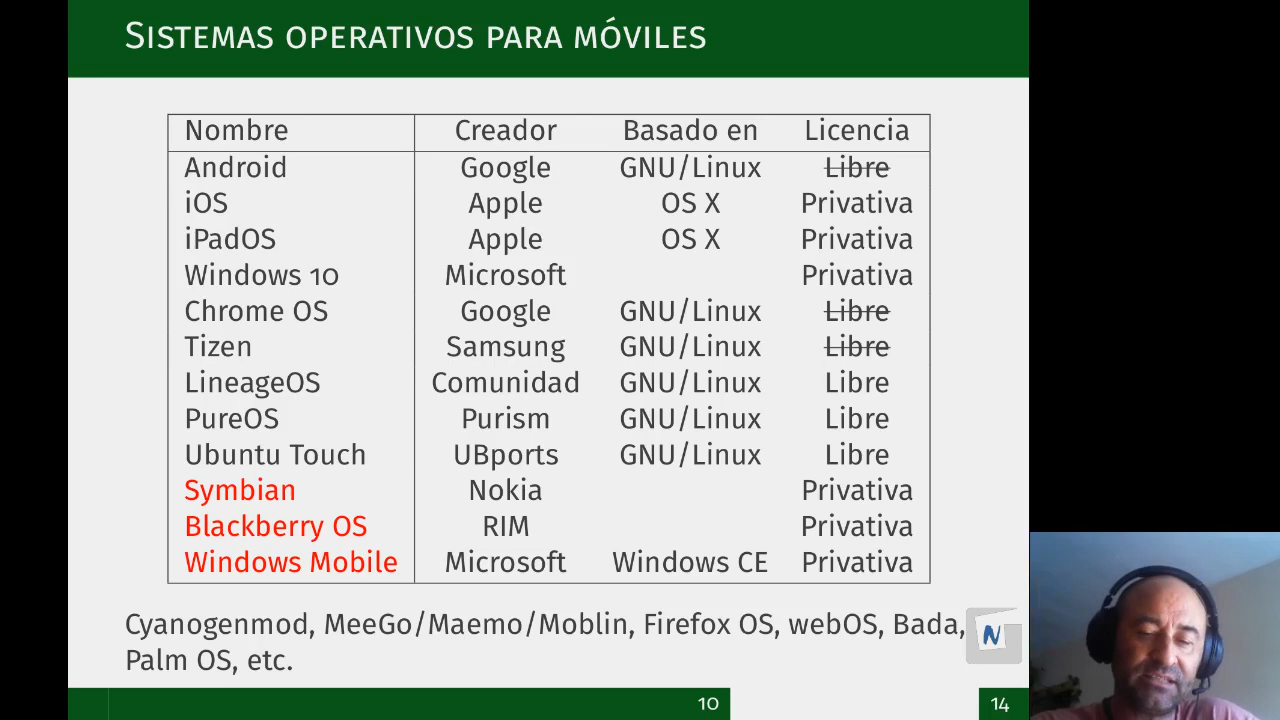 Sistemas operativos para móviles
Nombre Creador Basado en Licencia
Android Google GNU/Linux Libre
iOS Apple OS X Privativa
iPadOS Apple OS X Privativa
Windows 10 Microsoft Privativa
Chrome OS Google GNU/Linux Libre
Tizen Samsung GNU/Linux Libre
LineageOS Comunidad GNU/Linux Libre
PureOS Purism GNU/Linux Libre
Ubuntu Touch UBports GNU/Linux Libre
Symbian Nokia Privativa
Blackberry OS RIM Privativa
Windows Mobile Microsoft Windows CE Privativa
Cyanogenmod, MeeGo/Maemo/Moblin, Firefox OS, webOS, Bada,
Palm OS, etc.
N
10 14